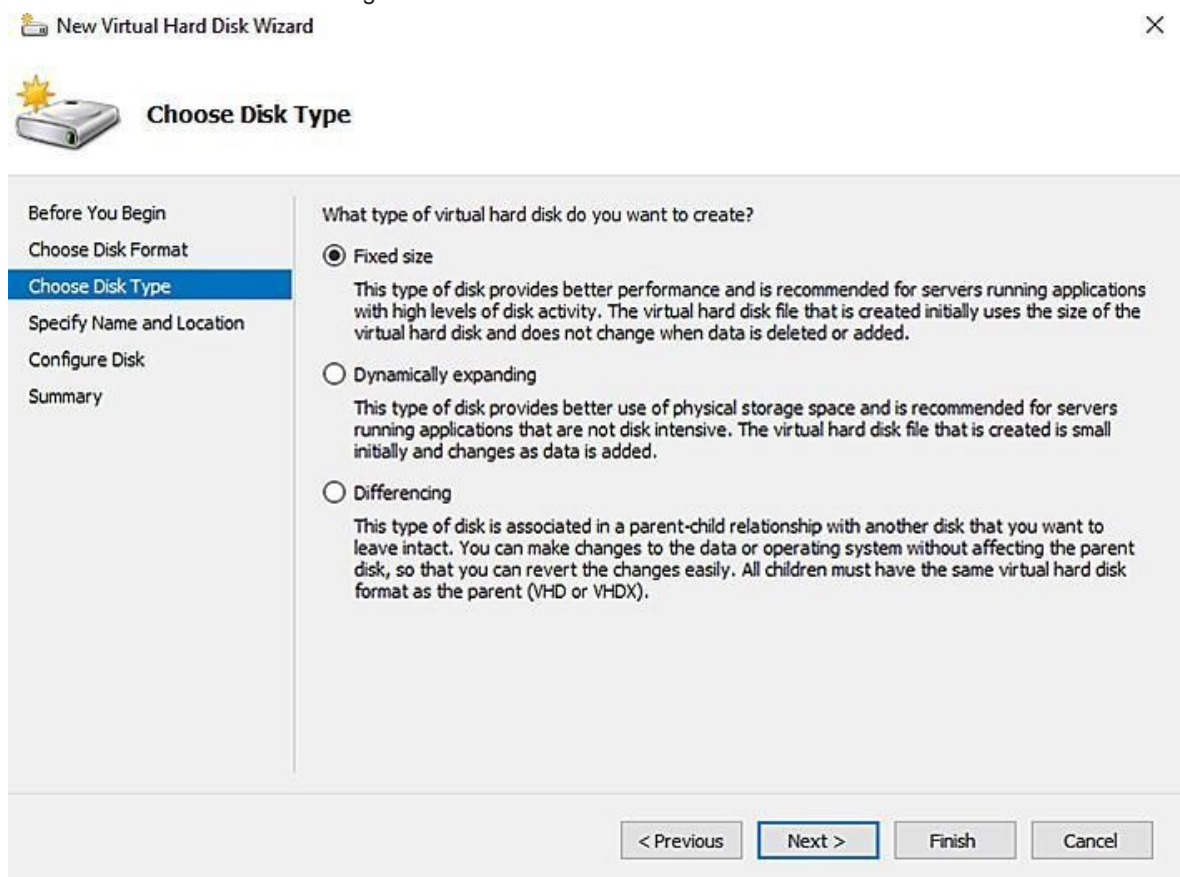 New Virtual Hard Disk Wizard
Choose Disk Type
Before You Begin
Choose Disk Format
Choose Disk Type
Specify Name and Location
Configure Disk
Summary
What type of virtual hard disk do you want to create?
Fixed size
This type of disk provides better performance and is recommended for servers running applications
with high levels of disk activity. The virtual hard disk file that is created initially uses the size of the
virtual hard disk and does not change when data is deleted or added.
Dynamically expanding
This type of disk provides better use of physical storage space and is recommended for servers
running applications that are not disk intensive. The virtual hard disk file that is created is small
initially and changes as data is added.
Differencing
This type of disk is associated in a parent-child relationship with another disk that you want to
leave intact. You can make changes to the data or operating system without affecting the parent
disk, so that you can revert the changes easily. All children must have the same virtual hard disk
format as the parent (VHD or VHDX).
< Previous
Next >
Finish
Cancel